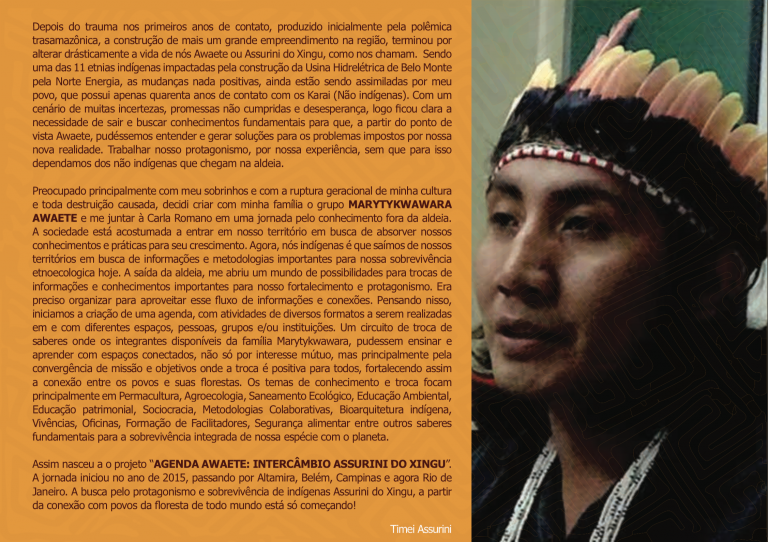 Depois do trauma nos primeiros anos de contato, produzido inicialmente pela polêmica
trasamazônica, a construção de mais um grande empreendimento na região, terminou por
alterar drásticamente a vida de nós Awaete ou Assurini do Xingu, como nos chamam. Sendo
uma das 11 etnias indígenas impactadas pela construção da Usina Hidrelétrica de Belo Monte
pela Norte Energia, as mudanças nada positivas, ainda estão sendo assimiladas por meu
povo, que possui apenas quarenta anos de contato com os Karai (Não indígenas). Com um
cenário de muitas incertezas, promessas não cumpridas e desesperança, logo ficou clara a
necessidade de sair e buscar conhecimentos fundamentais para que, a partir do ponto de
vista Awaete, pudéssemos entender e gerar soluções para os problemas impostos por nossa
nova realidade. Trabalhar nosso protagonismo, por nossa experiência, sem que para isso
dependamos dos não indígenas que chegam na aldeia.

Preocupado principalmente com meu sobrinhos e com a ruptura geracional de minha cultura
e toda destruição causada, decidi criar com minha família o grupo MARYTYKWAWARA
AWAETE e me juntar à Carla Romano em uma jornada pelo conhecimento fora da aldeia.
A sociedade está acostumada a entrar em nosso território em busca de absorver nossos
conhecimentos e práticas para seu crescimento. Agora, nós indígenas é que saímos de nossos
territórios em busca de informações e metodologias importantes para nossa sobrevivência
etnoecologica hoje. A saída da aldeia, me abriu um mundo de possibilidades para trocas de
informações e conhecimentos importantes para nosso fortalecimento e protagonismo. Era
preciso organizar para aproveitar esse fluxo de informações e conexões. Pensando nisso,
iniciamos a criação de uma agenda, com atividades de diversos formatos a serem realizadas
em e com diferentes espaços, pessoas, grupos e/ou instituições. Um circuito de troca de
saberes onde os integrantes disponíveis da família Marytykwawara, pudessem ensinar e
aprender com espaços conectados, não só por interesse mútuo, mas principalmente pela
convergência de missão e objetivos onde a troca é positiva para todos, fortalecendo assim
a conexão entre os povos e suas florestas. Os temas de conhecimento e troca focam
principalmente em Permacultura, Agroecologia, Saneamento Ecológico, Educação Ambiental,
Educação patrimonial, Sociocracia, Metodologias Colaborativas, Bioarquitetura indígena,
Vivências, Oficinas, Formação de Facilitadores, Segurança alimentar entre outros saberes
fundamentais para a sobrevivência integrada de nossa espécie com o planeta.

Assim nasceu a o projeto "AGENDA AWAETE: INTERCÂMBIO ASSURINI DO XINGU".
A jornada iniciou no ano de 2015, passando por Altamira, Belém, Campinas e agora Rio de
Janeiro. A busca pelo protagonismo e sobrevivência de indígenas Assurini do Xingu, a partir
da conexão com povos da floresta de todo mundo está só começando!

Timei Assurini